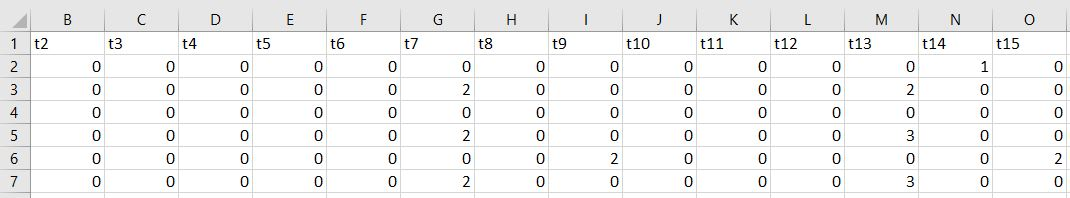 B C D E F G H I J K L M N O
1 t2 t3 t4 t5 t6 t7 t8 t9 t10 t11 t12 t13 t14 t15
2 0 0 0 0 0 0 0 0 0 0 0 0 1 0
3 0 0 0 0 0 2 0 0 0 0 0 2 0 0
4 0 0 0 0 0 0 0 0 0 0 0 0 0 0
5 0 0 0 0 0 2 0 0 0 0 0 3 0 0
6 0 0 0 0 0 0 0 2 0 0 0 0 0 2
7 0 0 0 0 0 2 0 0 0 0 0 3 0 0